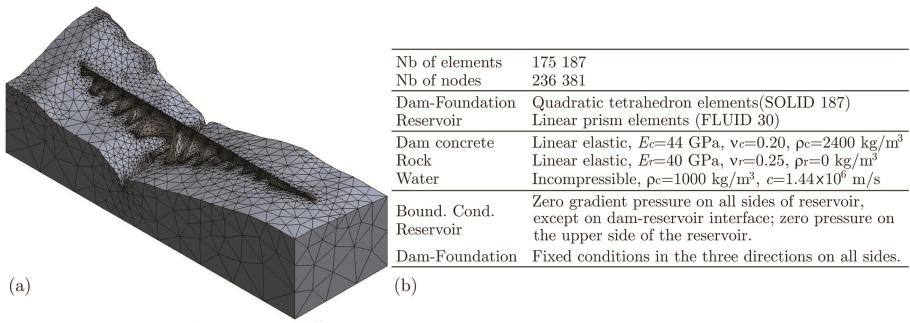 Nb of elements 175 187
Nb of nodes 236 381
Dam-Foundation Quadratic tetrahedron elements(SOLID 187)
Reservoir Linear prism elements (FLUID 30)
Dam concrete Linear elastic, Ec=44 GPa, νc=0.20, ρc=2400 kg/m³
Rock Linear elastic, Er=40 GPa, νr=0.25, ρr=0 kg/m³
Water Incompressible, ρc=1000 kg/m³, c=1.44×10⁶ m/s
Bound. Cond. Zero gradient pressure on all sides of reservoir,
Reservoir except on dam-reservoir interface; zero pressure on
the upper side of the reservoir.
Dam-Foundation Fixed conditions in the three directions on all sides.
(a) (b)